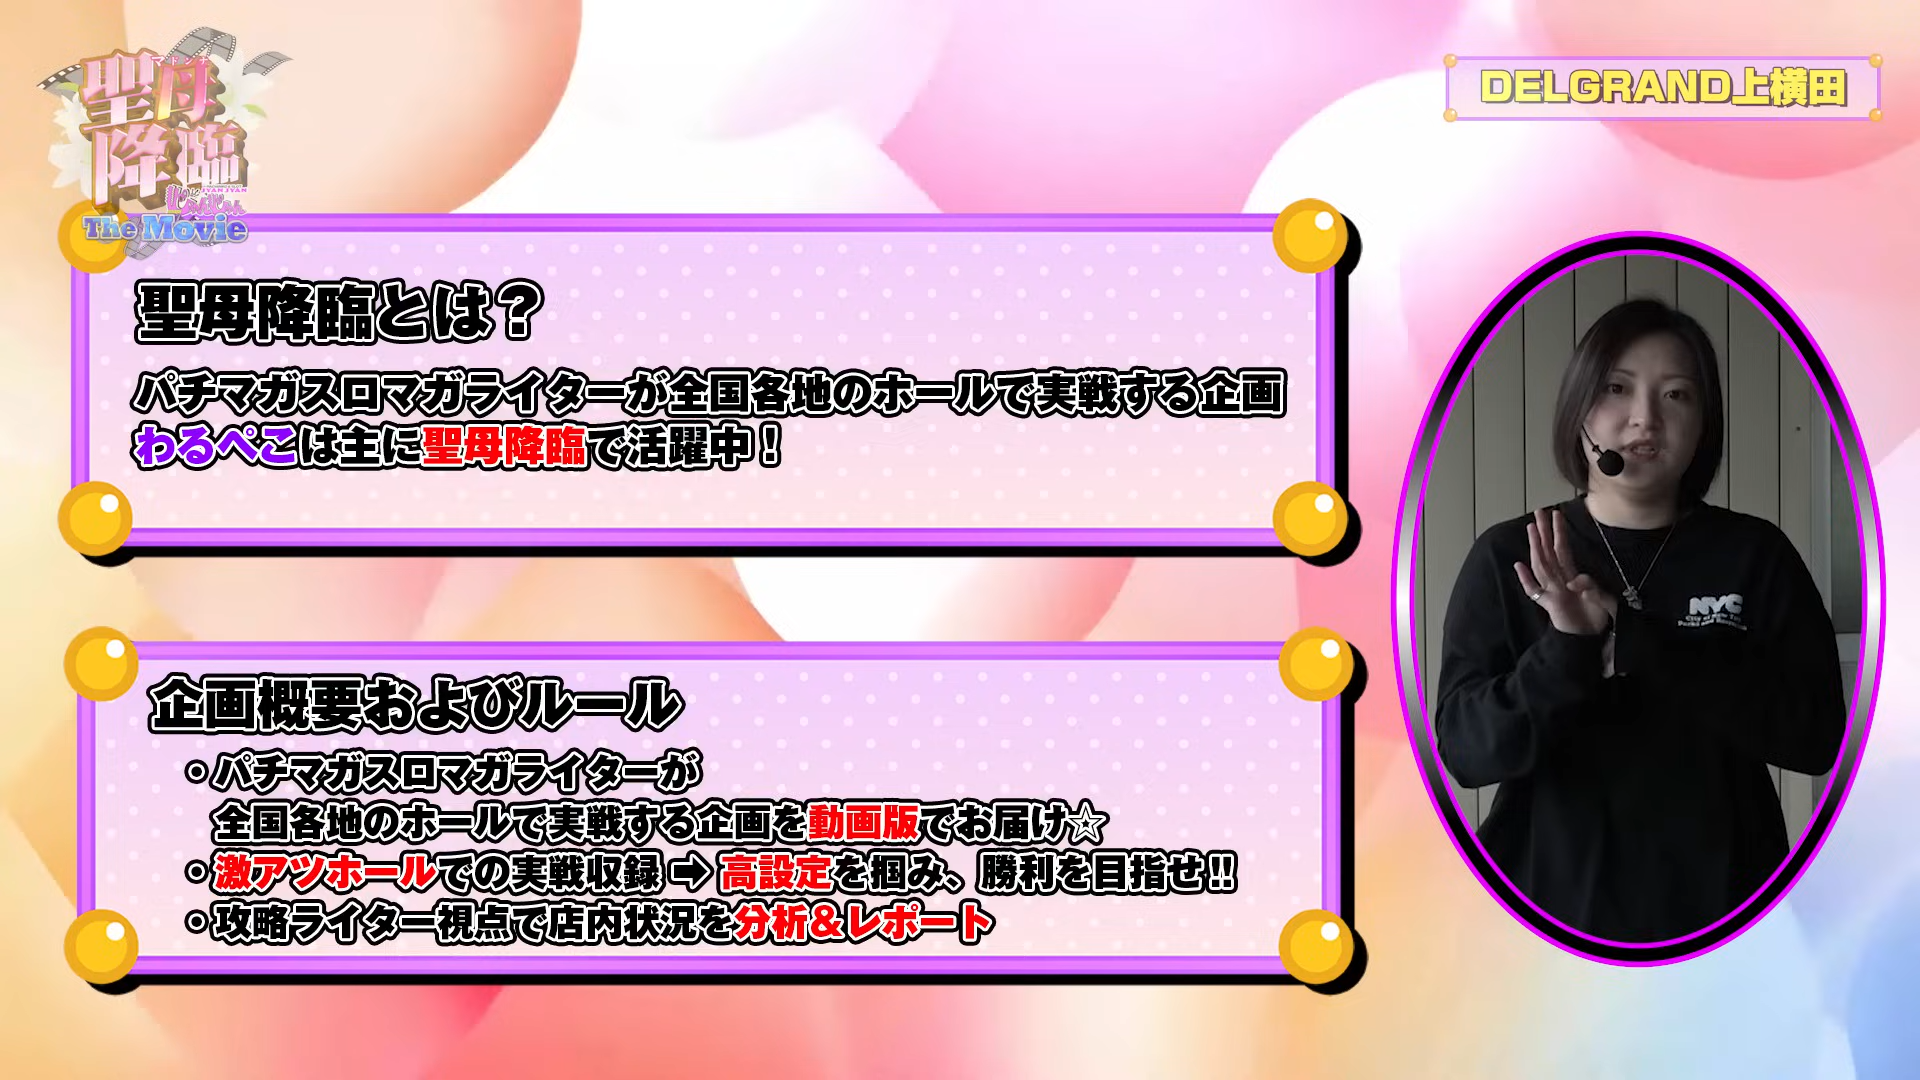 マドンナ
聖母
降臨
The Movie
DELGRAND上横田
聖母降臨とは？
パチマガスロマガライターが全国各地のホールで実戦する企画
わるぺこは主に聖母降臨で活躍中！
NYC
企画概要およびルール
・パチマガスロマガライターが
全国各地のホールで実戦する企画を動画版でお届け☆
・激アツホールでの実戦収録➡高設定を掴み、勝利を目指せ!!
・攻略ライター視点で店内状況を分析&レポート